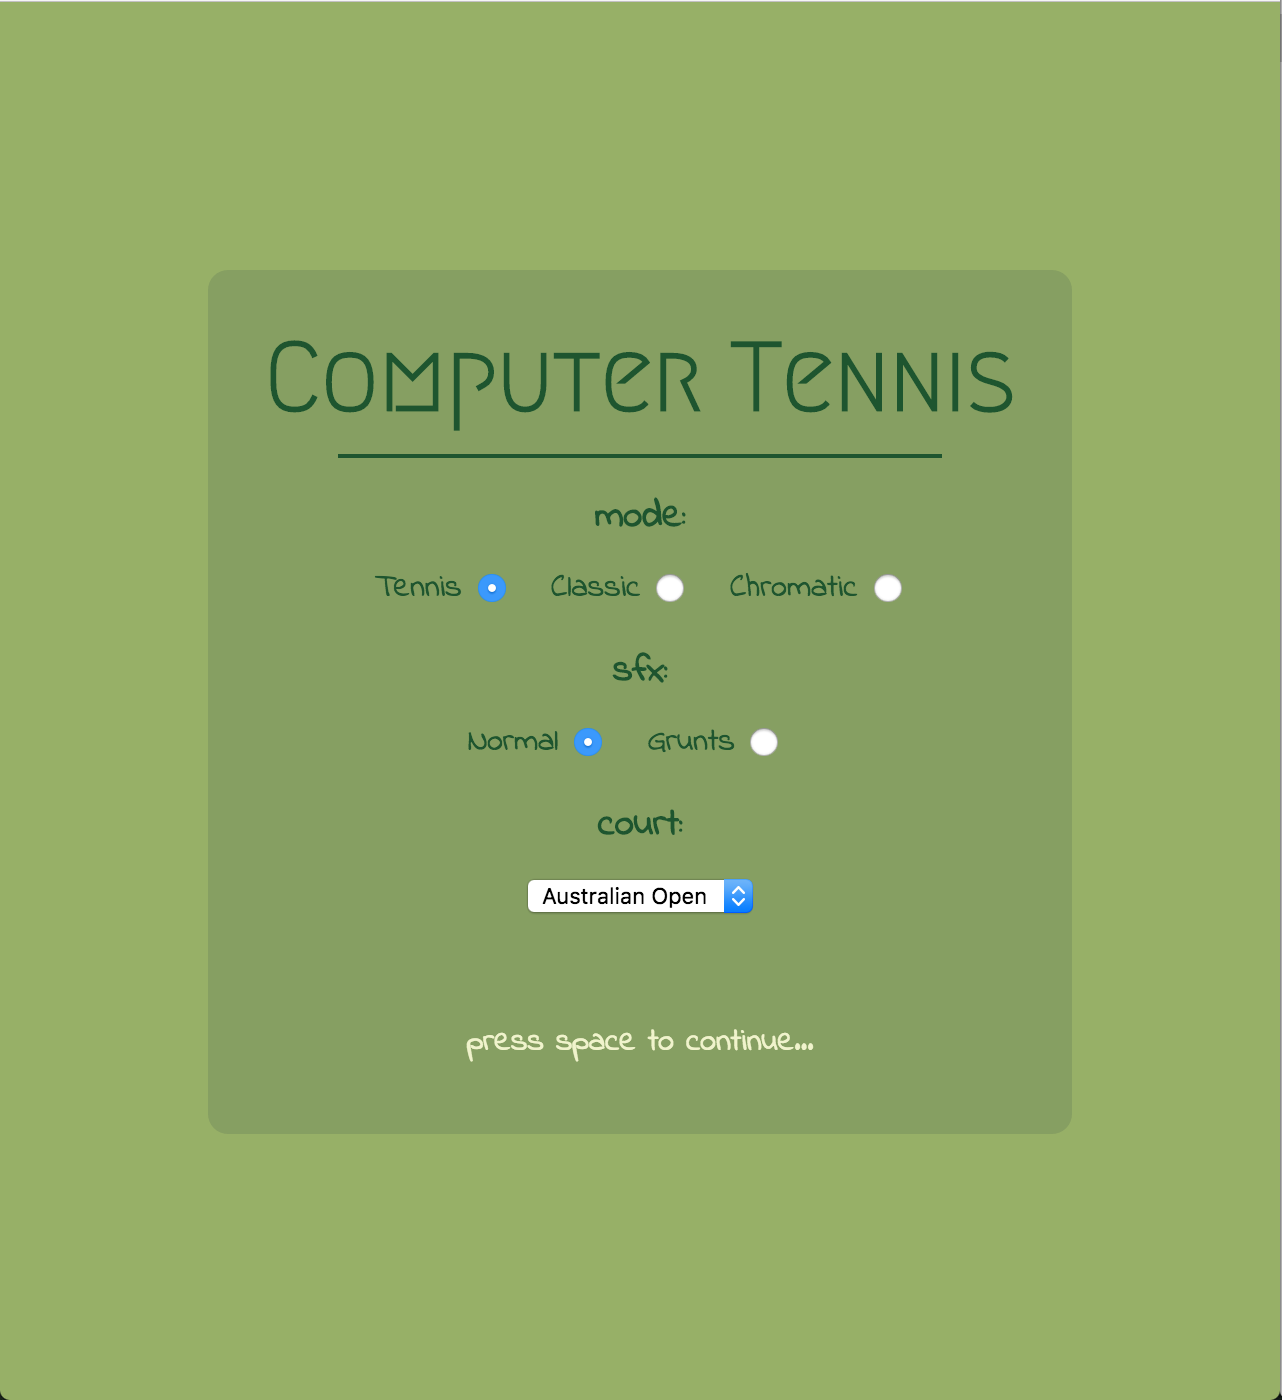 Computer Tennis
mode:
Tennis Classic Chromatic
sfx:
Normal Grunts
court:
Australian Open
press space to continue...